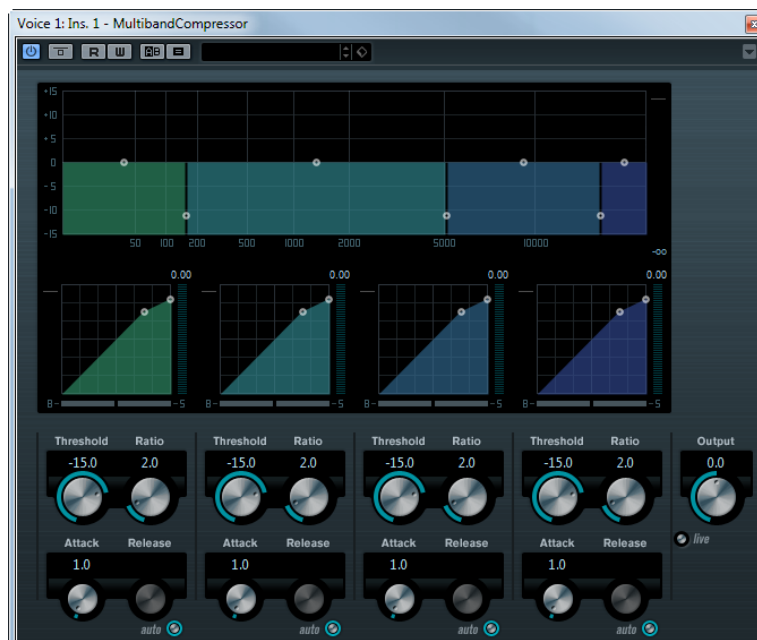 Voice 1: Ins. 1 - MultibandCompressor
R W AB
+15
+10
+5
0
-5
-10
-15
50 100 200 500 1000 2000 5000 10000
-oo
0.00 0.00 0.00 0.00
B S B S B S B S
Threshold Ratio Threshold Ratio Threshold Ratio Threshold Ratio Output
-15.0 2.0 -15.0 2.0 -15.0 2.0 -15.0 2.0 0.0
live
Attack Release Attack Release Attack Release Attack Release
1.0 1.0 1.0 1.0
auto auto auto auto